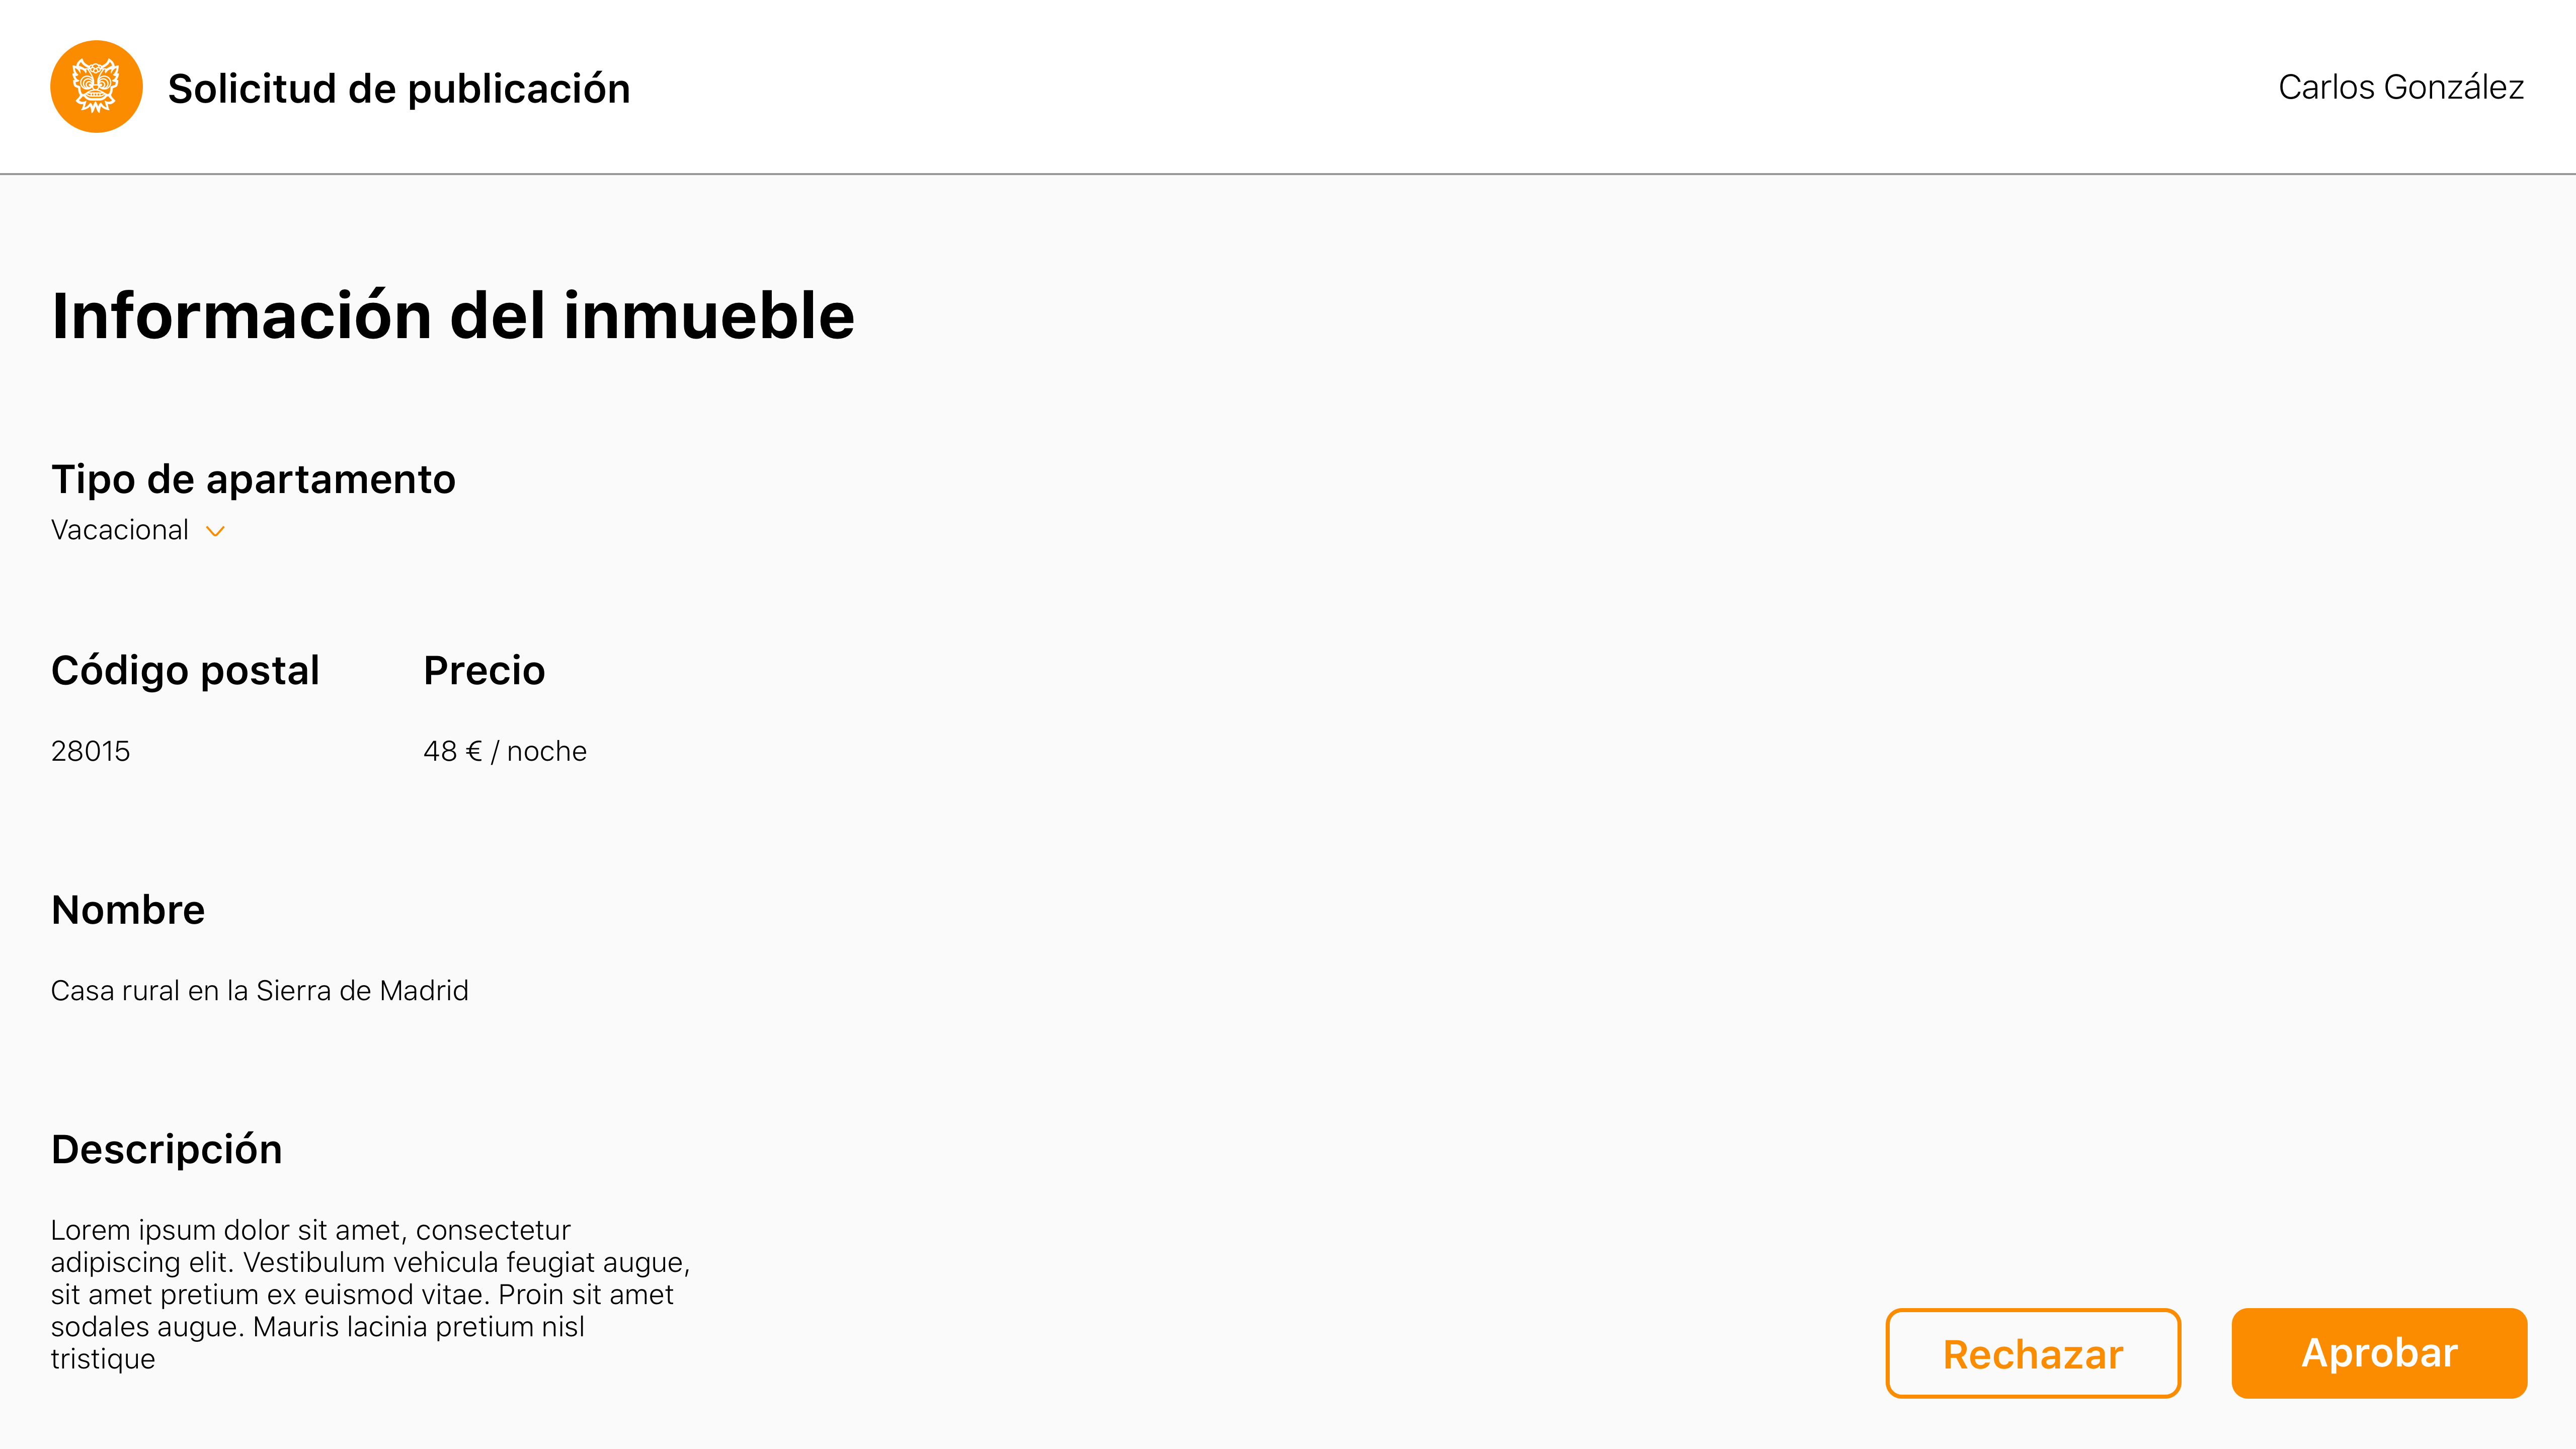 Solicitud de publicación
Carlos González
Información del inmueble
Tipo de apartamento
Vacacional
Código postal
Precio
28015
48 € / noche
Nombre
Casa rural en la Sierra de Madrid
Descripción
Lorem ipsum dolor sit amet, consectetur
adipiscing elit. Vestibulum vehicula feugiat augue,
sit amet pretium ex euismod vitae. Proin sit amet
sodales augue. Mauris lacinia pretium nisl
tristique
Rechazar
Aprobar